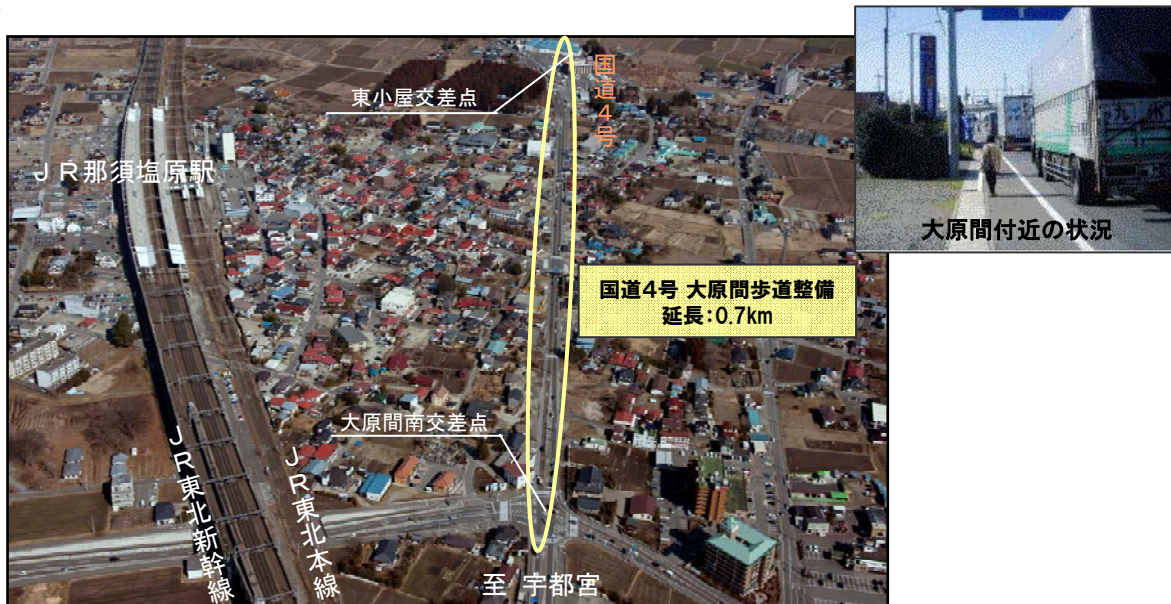 東小屋交差点
国道4号
JR那須塩原駅
大原間付近の状況
国道4号 大原間歩道整備
延長:0.7km
大原間南交差点
JR東北新幹線
JR東北本線
至 宇都宮